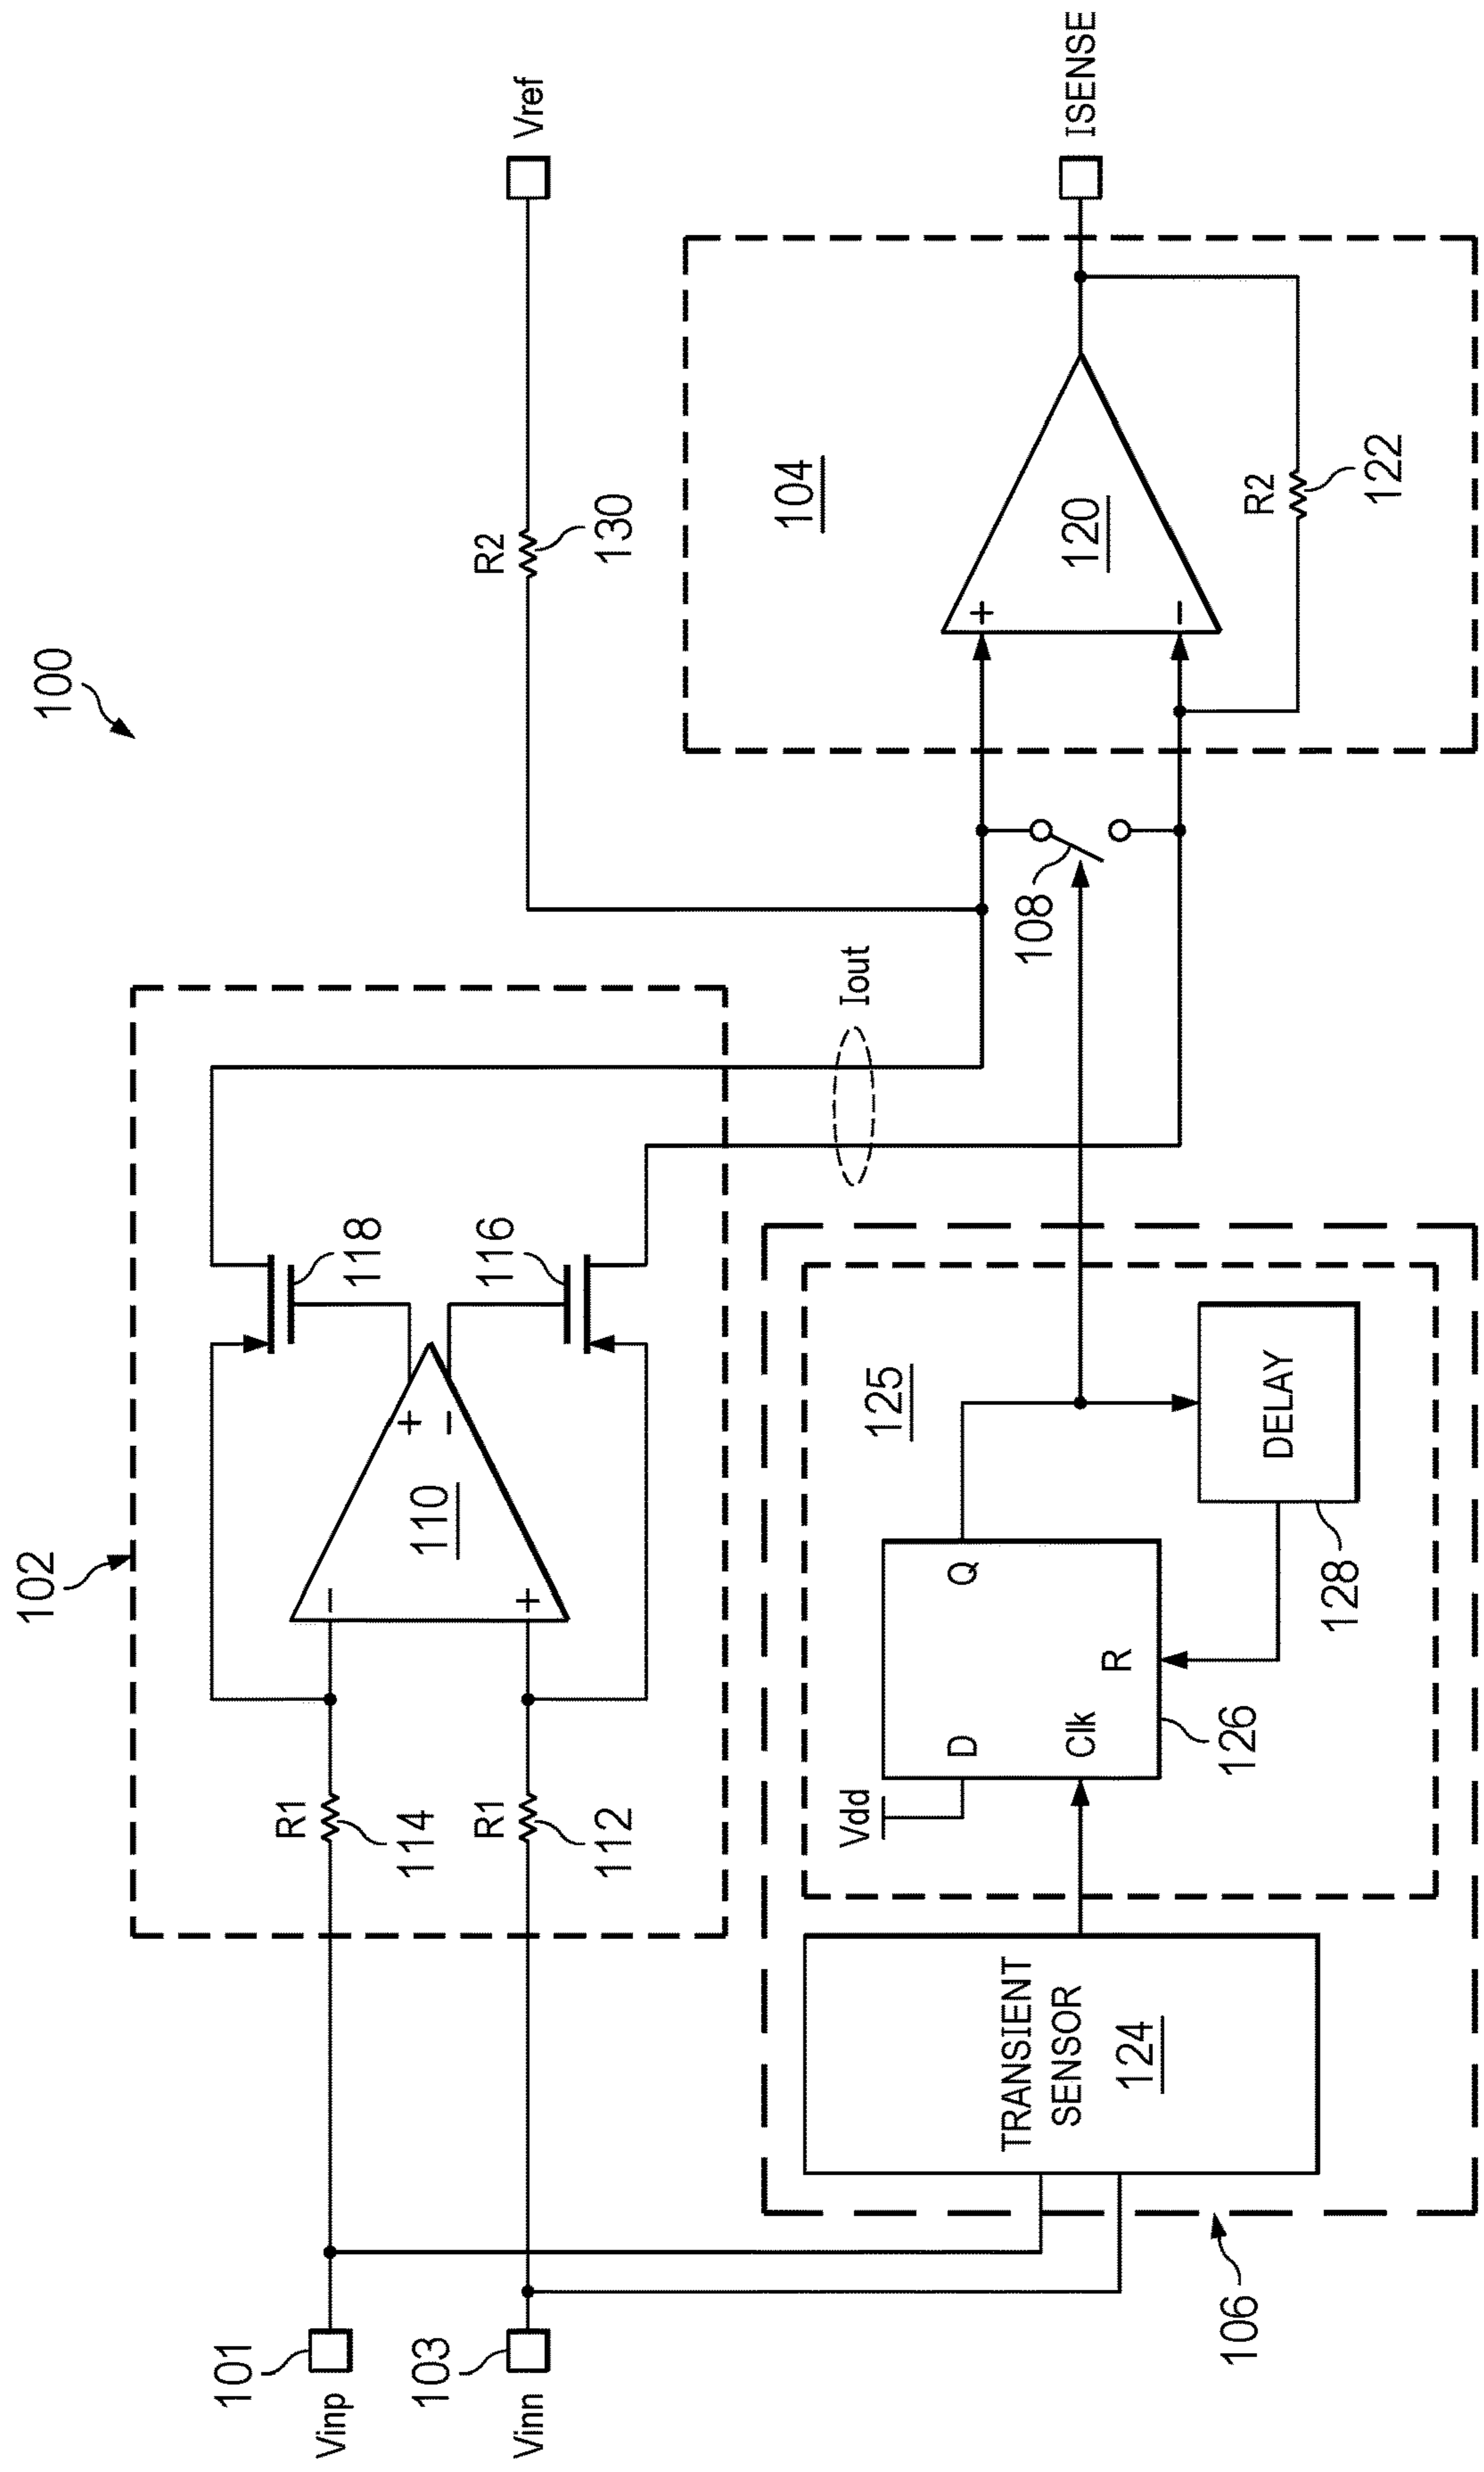 100
102
101
Vinp
103
Vinn
R1
114
R1
112
-
+
110
+
-
118
116
Iout
R2
130
Vref
104
+
-
120
R2
122
ISENSE
108
106
TRANSIENT
SENSOR
124
125
Vdd
D
Q
Clk
R
126
DELAY
128